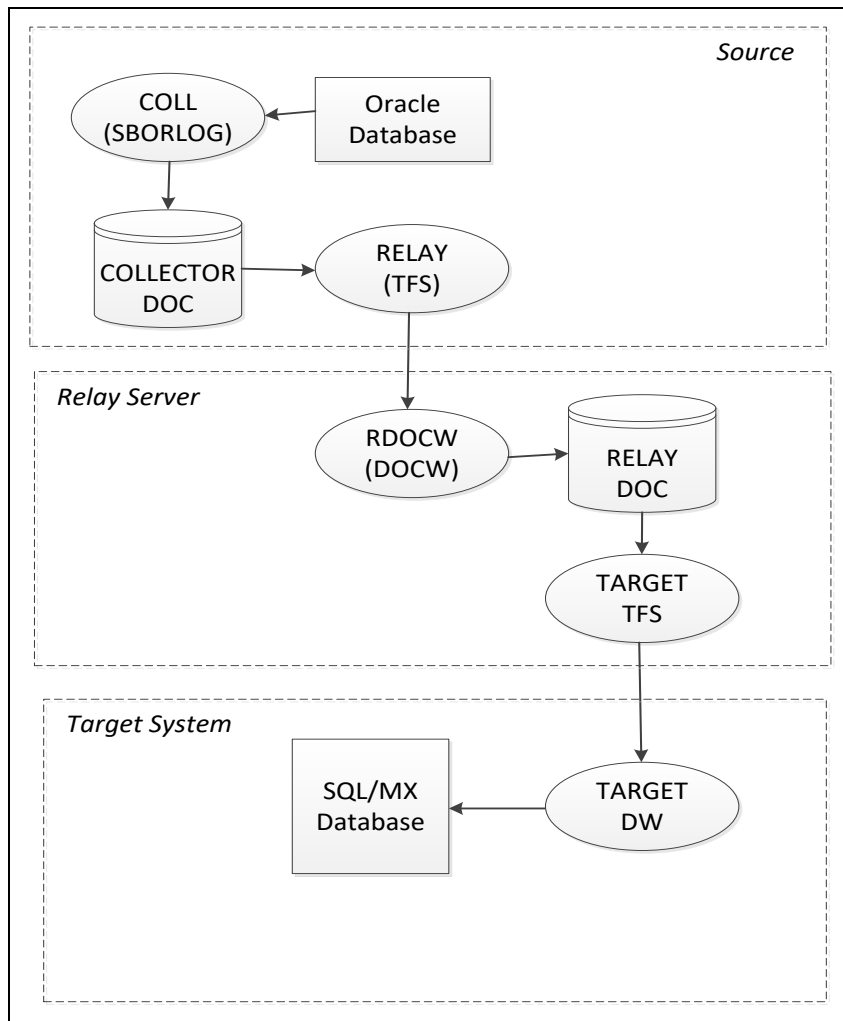 Source
COLL
(SBORLOG)
Oracle
Database
COLLECTOR
DOC
RELAY
(TFS)
Relay Server
RDOCW
(DOCW)
RELAY
DOC
TARGET
TFS
Target System
SQL/MX
Database
TARGET
DW